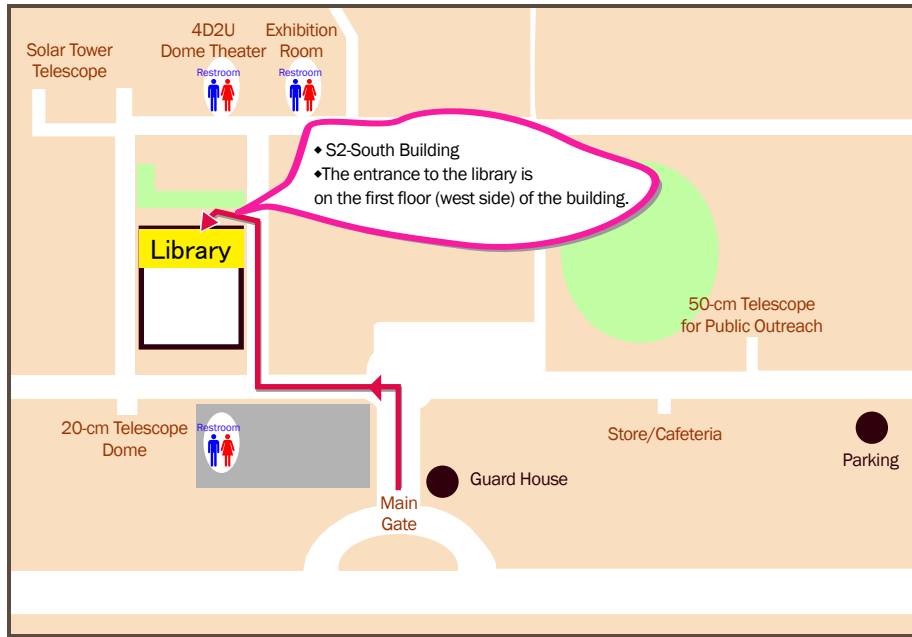 4D2U
Dome Theater
Exhibition
Room
Solar Tower
Telescope
Restroom
Restroom
◆ S2-South Building
◆The entrance to the library is
on the first floor (west side) of the building.
Library
50-cm Telescope
for Public Outreach
20-cm Telescope
Dome
Restroom
Store/Cafeteria
Parking
Guard House
Main
Gate